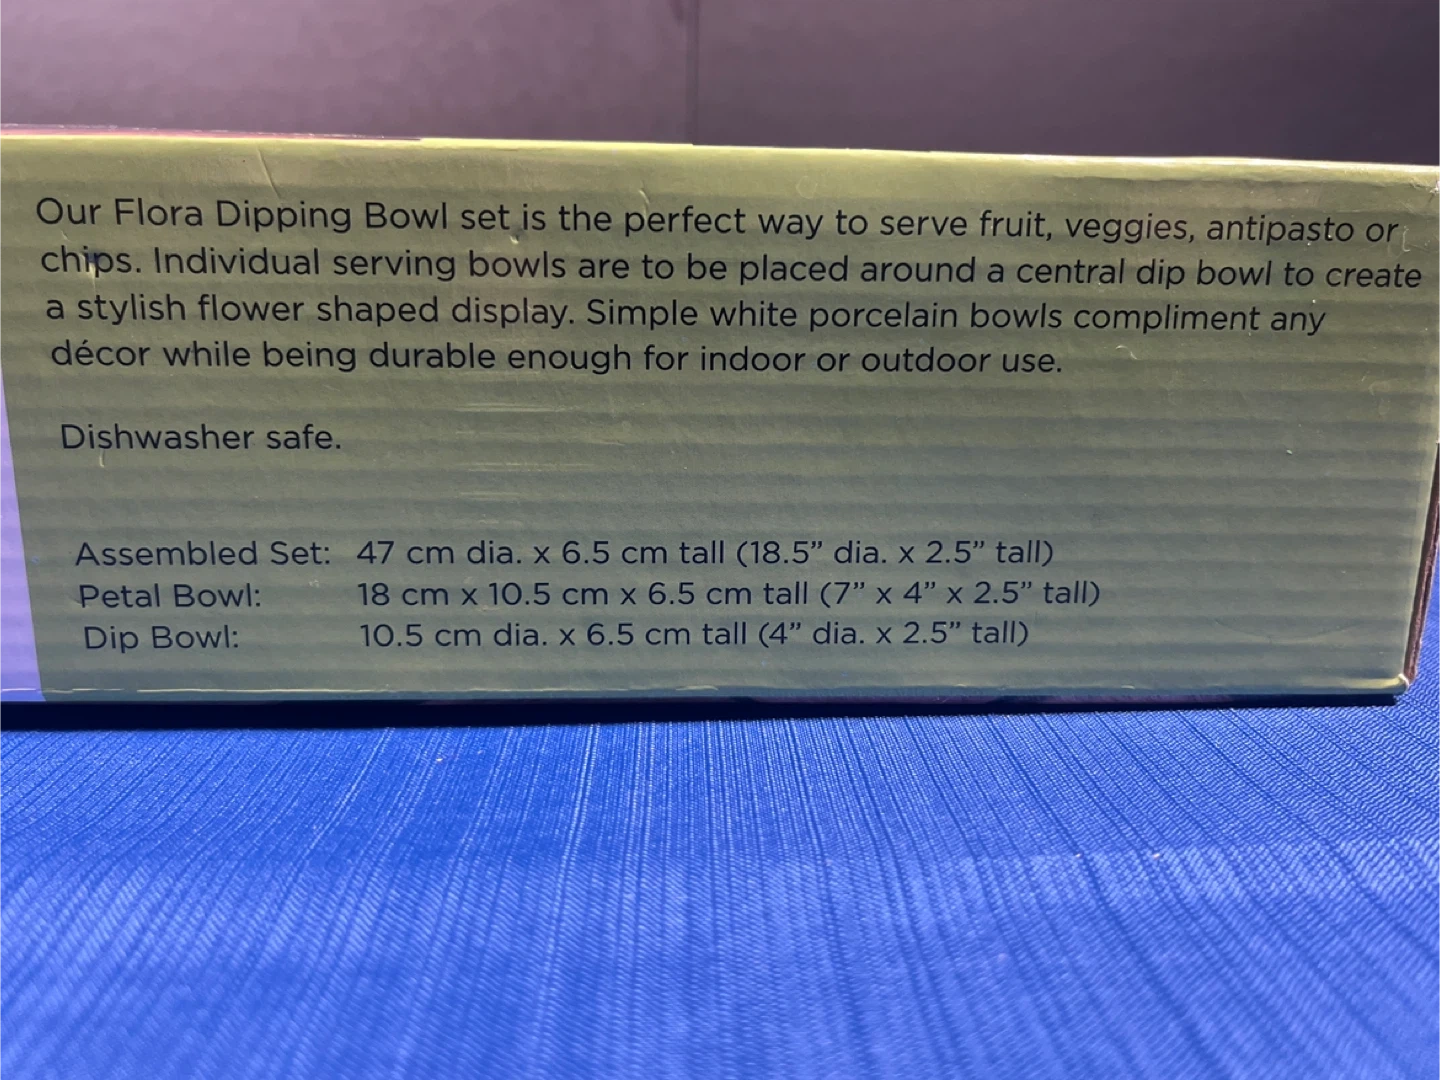 Our Flora Dipping Bowl set is the perfect way to serve fruit, veggies, antipasto or
chips. Individual serving bowls are to be placed around a central dip bowl to create
a stylish flower shaped display. Simple white porcelain bowls compliment any
décor while being durable enough for indoor or outdoor use.
Dishwasher safe.
Assembled Set: 47 cm dia. x 6.5 cm tall (18.5” dia. x 2.5” tall)
Petal Bowl: 18 cm x 10.5 cm x 6.5 cm tall (7” x 4” x 2.5” tall)
Dip Bowl: 10.5 cm dia. x 6.5 cm tall (4” dia. x 2.5” tall)